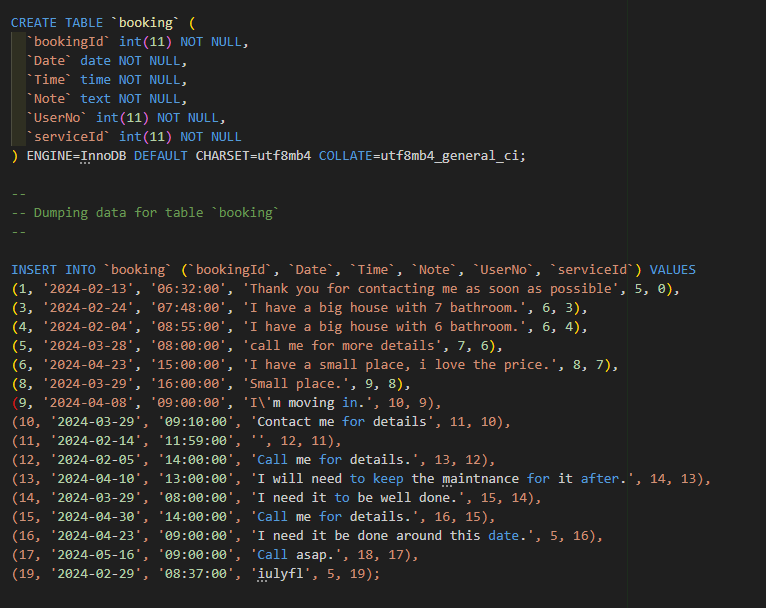 CREATE TABLE `booking` (
`bookingId` int(11) NOT NULL,
`Date` date NOT NULL,
`Time` time NOT NULL,
`Note` text NOT NULL,
`UserNo` int(11) NOT NULL,
`serviceId` int(11) NOT NULL
) ENGINE=InnoDB DEFAULT CHARSET=utf8mb4 COLLATE=utf8mb4_general_ci;
--
-- Dumping data for table `booking`
--
INSERT INTO `booking` (`bookingId`, `Date`, `Time`, `Note`, `UserNo`, `serviceId`) VALUES
(1, '2024-02-13', '06:32:00', 'Thank you for contacting me as soon as possible', 5, 0),
(3, '2024-02-24', '07:48:00', 'I have a big house with 7 bathroom.', 6, 3),
(4, '2024-02-04', '08:55:00', 'I have a big house with 6 bathroom.', 6, 4),
(5, '2024-03-28', '08:00:00', 'call me for more details', 7, 6),
(6, '2024-04-23', '15:00:00', 'I have a small place, i love the price.', 8, 7),
(8, '2024-03-29', '16:00:00', 'Small place.', 9, 8),
(9, '2024-04-08', '09:00:00', 'I\'m moving in.', 10, 9),
(10, '2024-03-29', '09:10:00', 'Contact me for details', 11, 10),
(11, '2024-02-14', '11:59:00', '', 12, 11),
(12, '2024-02-05', '14:00:00', 'Call me for details.', 13, 12),
(13, '2024-04-10', '13:00:00', 'I will need to keep the maintnance for it after.', 14, 13),
(14, '2024-03-29', '08:00:00', 'I need it to be well done.', 15, 14),
(15, '2024-04-30', '14:00:00', 'Call me for details.', 16, 15),
(16, '2024-04-23', '09:00:00', 'I need it be done around this date.', 5, 16),
(17, '2024-05-16', '09:00:00', 'Call asap.', 18, 17),
(19, '2024-02-29', '08:37:00', 'iulyfl', 5, 19);